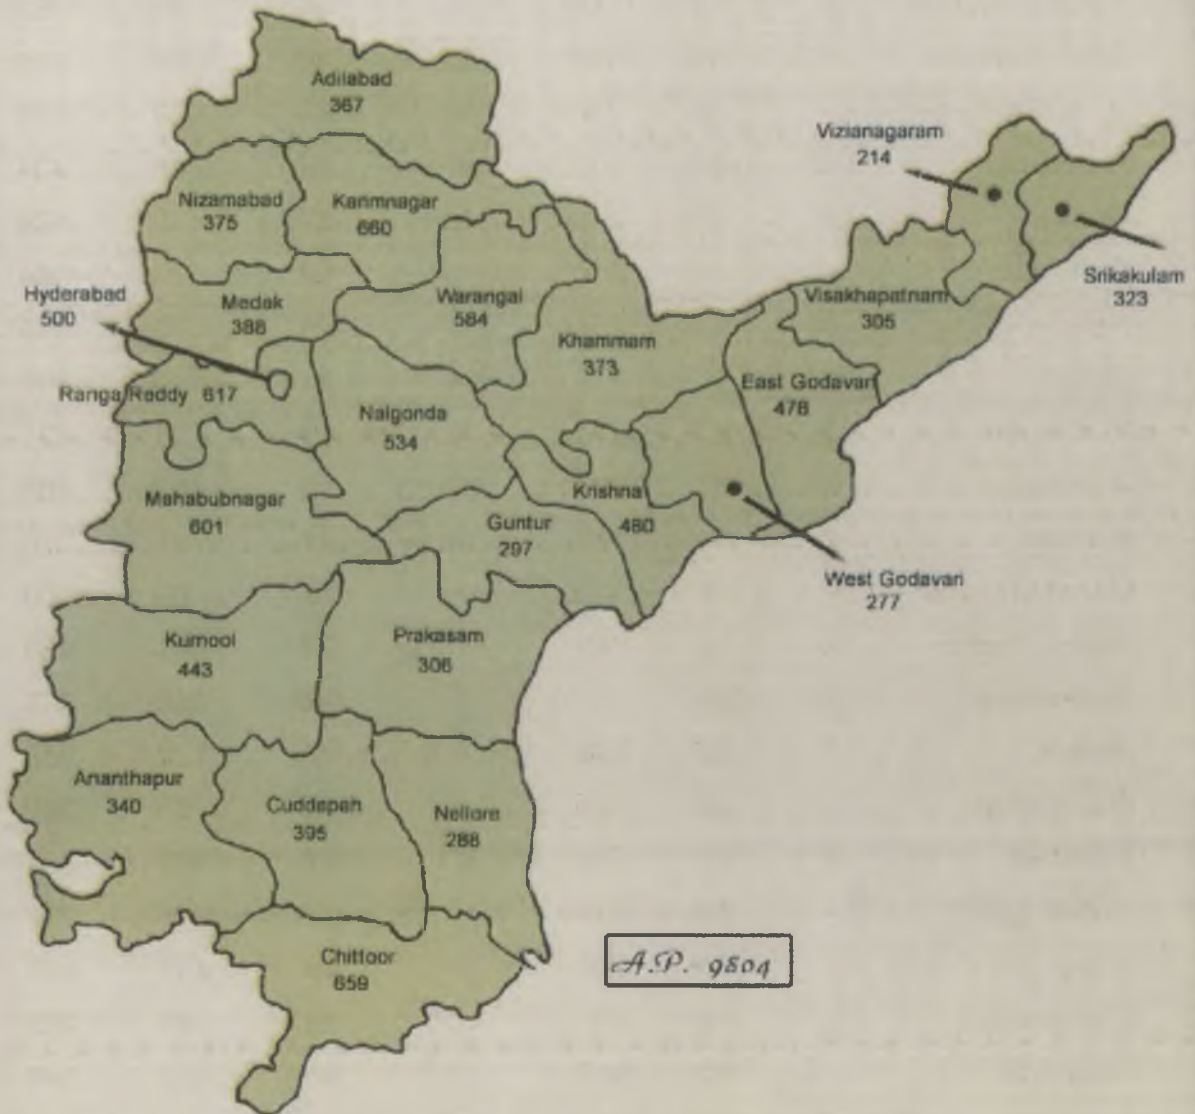 Adilabad
367
Vizianagaram
214
Nizamabad
375
Karimnagar
660
Srikakulam
323
Hyderabad
500
Medak
388
Warangal
584
Visakhapatnam
305
Khammam
373
Ranga Reddy 617
East Godavari
478
Nalgonda
534
Mahabubnagar
601
Krishna
480
Guntur
297
West Godavari
277
Kurnool
443
Prakasam
306
Ananthapur
340
Cuddapah
395
Nellore
288
A.P. 9804
Chittoor
659